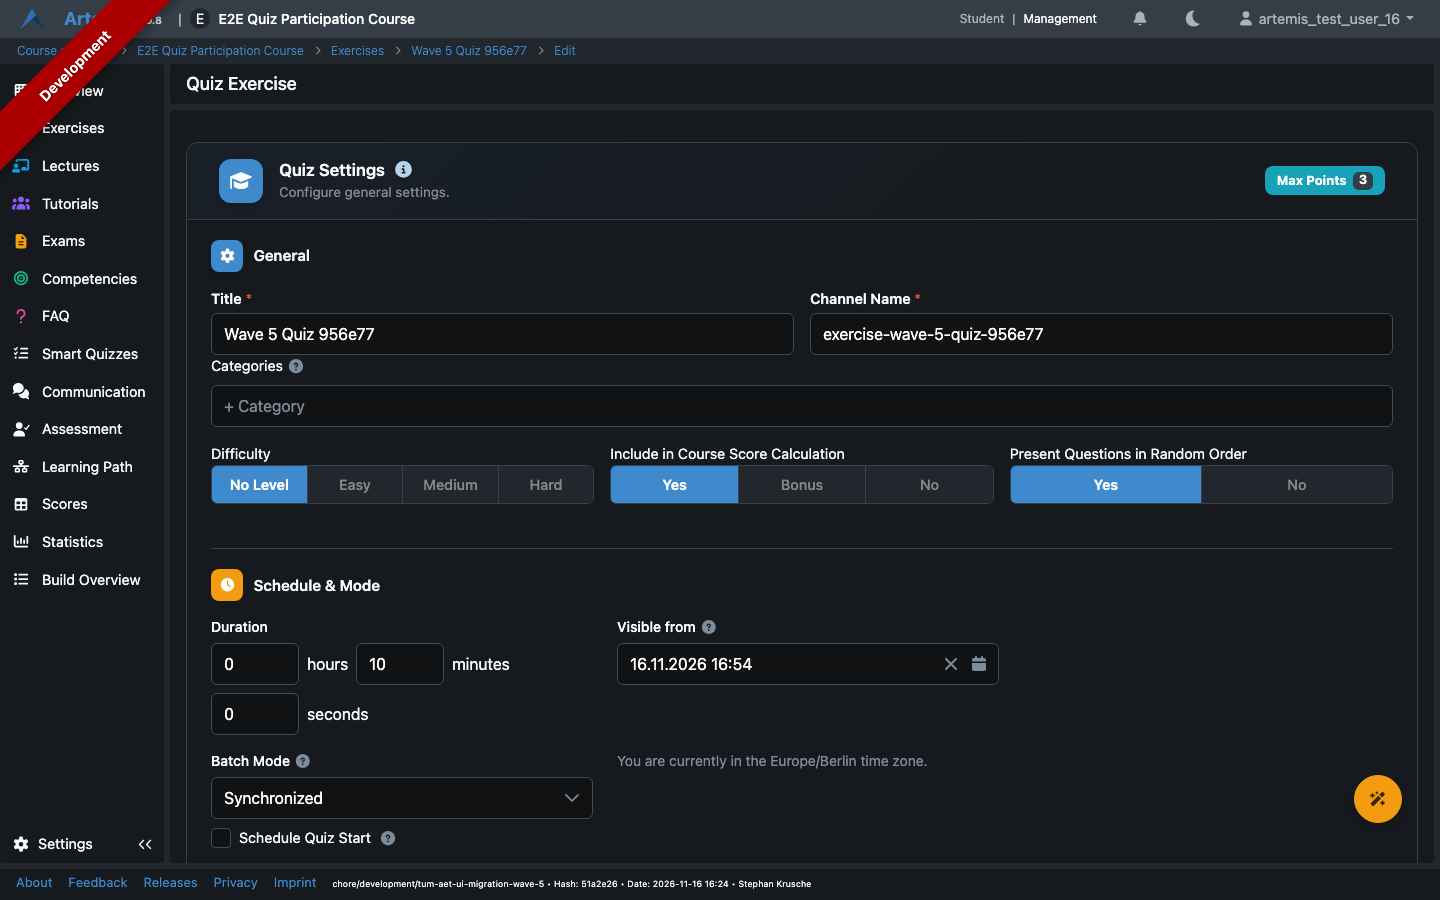 E E2E Quiz Participation Course
Student | Management
artemis_test_user_16
Development
Course
E2E Quiz Participation Course
Exercises
Wave 5 Quiz 956e77
Edit
Exercises
Lectures
Tutorials
Exams
Competencies
FAQ
Smart Quizzes
Communication
Assessment
Learning Path
Scores
Statistics
Build Overview
Settings
Quiz Exercise
Quiz Settings
Configure general settings.
Max Points 3
General
Title *
Wave 5 Quiz 956e77
Channel Name *
exercise-wave-5-quiz-956e77
Categories
+ Category
Difficulty
No Level Easy Medium Hard
Include in Course Score Calculation
Yes Bonus No
Present Questions in Random Order
Yes No
Schedule & Mode
Duration
0 hours 10 minutes
0 seconds
Visible from
16.11.2026 16:54
Batch Mode
Synchronized
You are currently in the Europe/Berlin time zone.
Schedule Quiz Start
About Feedback Releases Privacy Imprint
chore/development/tum-aet-ui-migration-wave-5 • Hash: 51a2e26 • Date: 2026-11-16 16:24 • Stephan Krusche